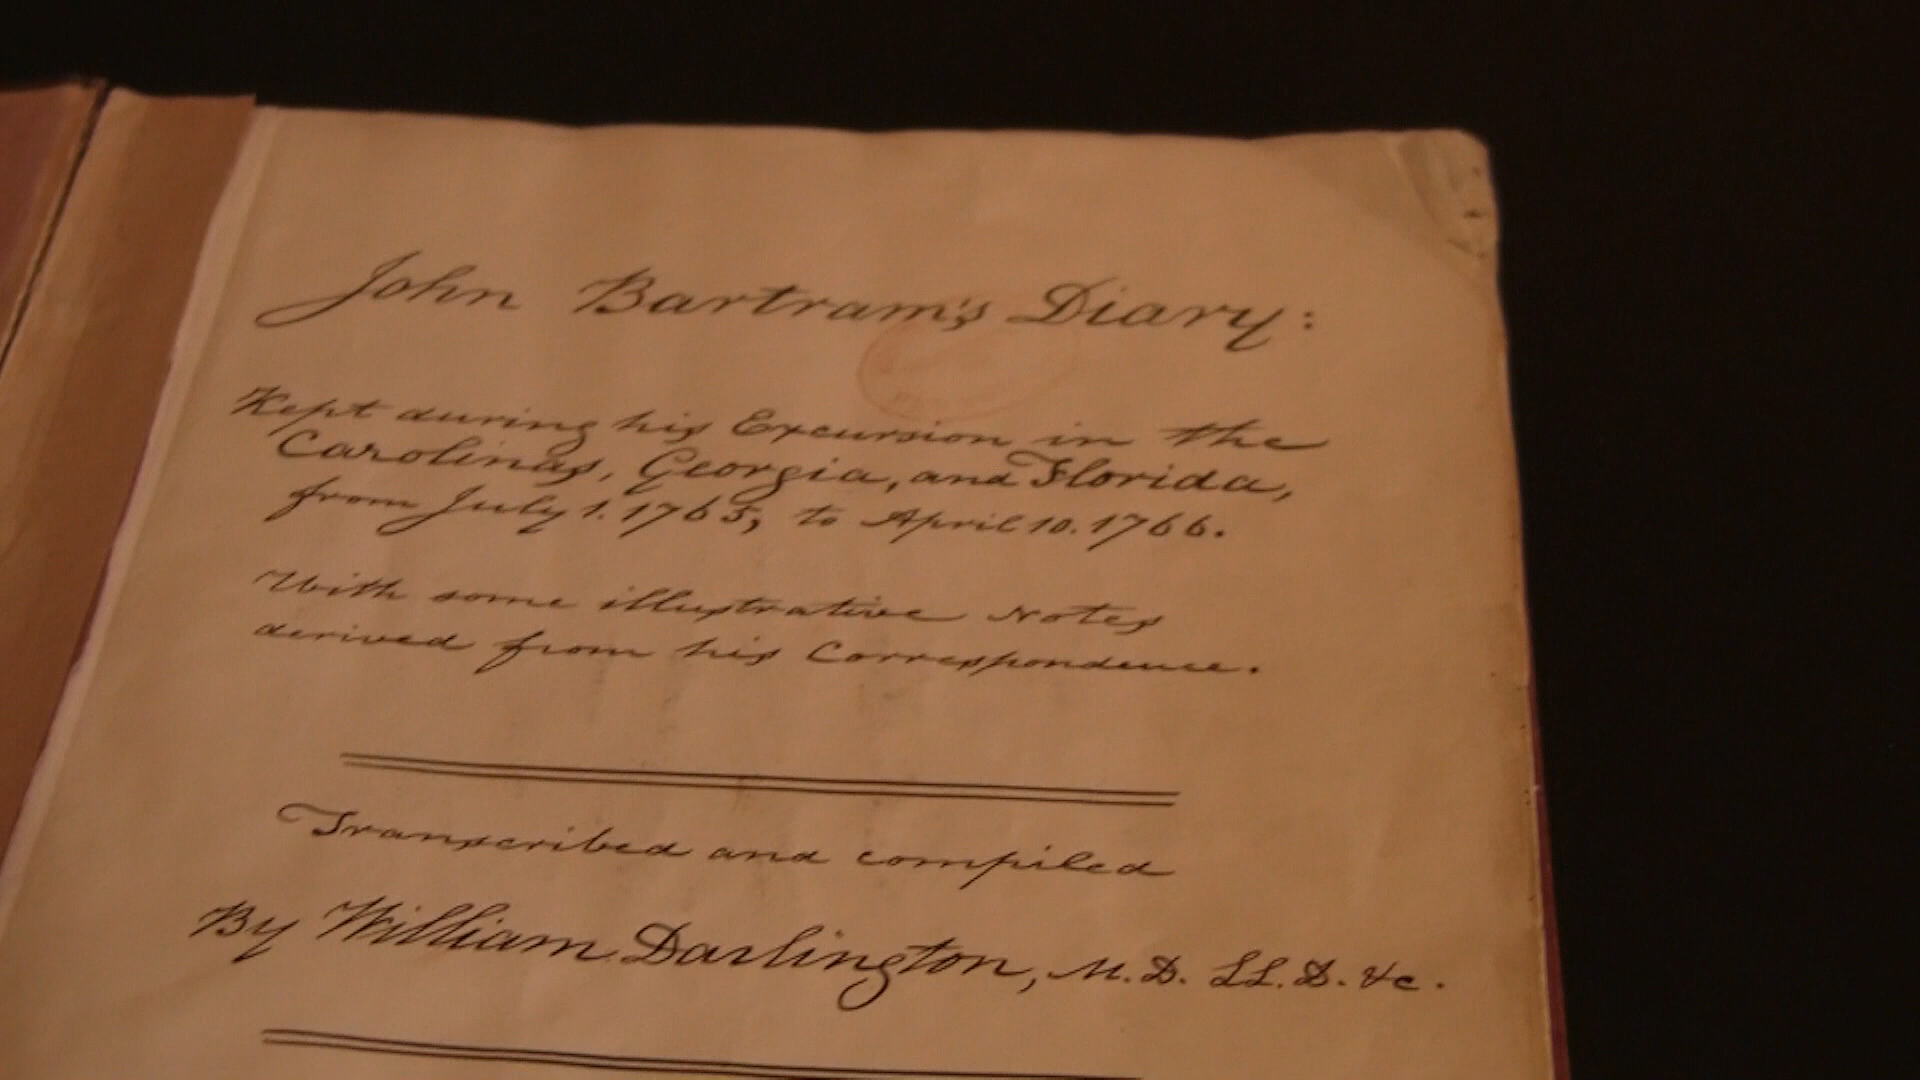 John Bartram's Diary:
Kept during his Excursion in the
Carolinas, Georgia, and Florida,
from July 1. 1765, to April 10. 1766.
With some illustrative Notes
derived from his Correspondence.
Transcribed and compiled
By William Darlington, M.D. LL.D. &c.